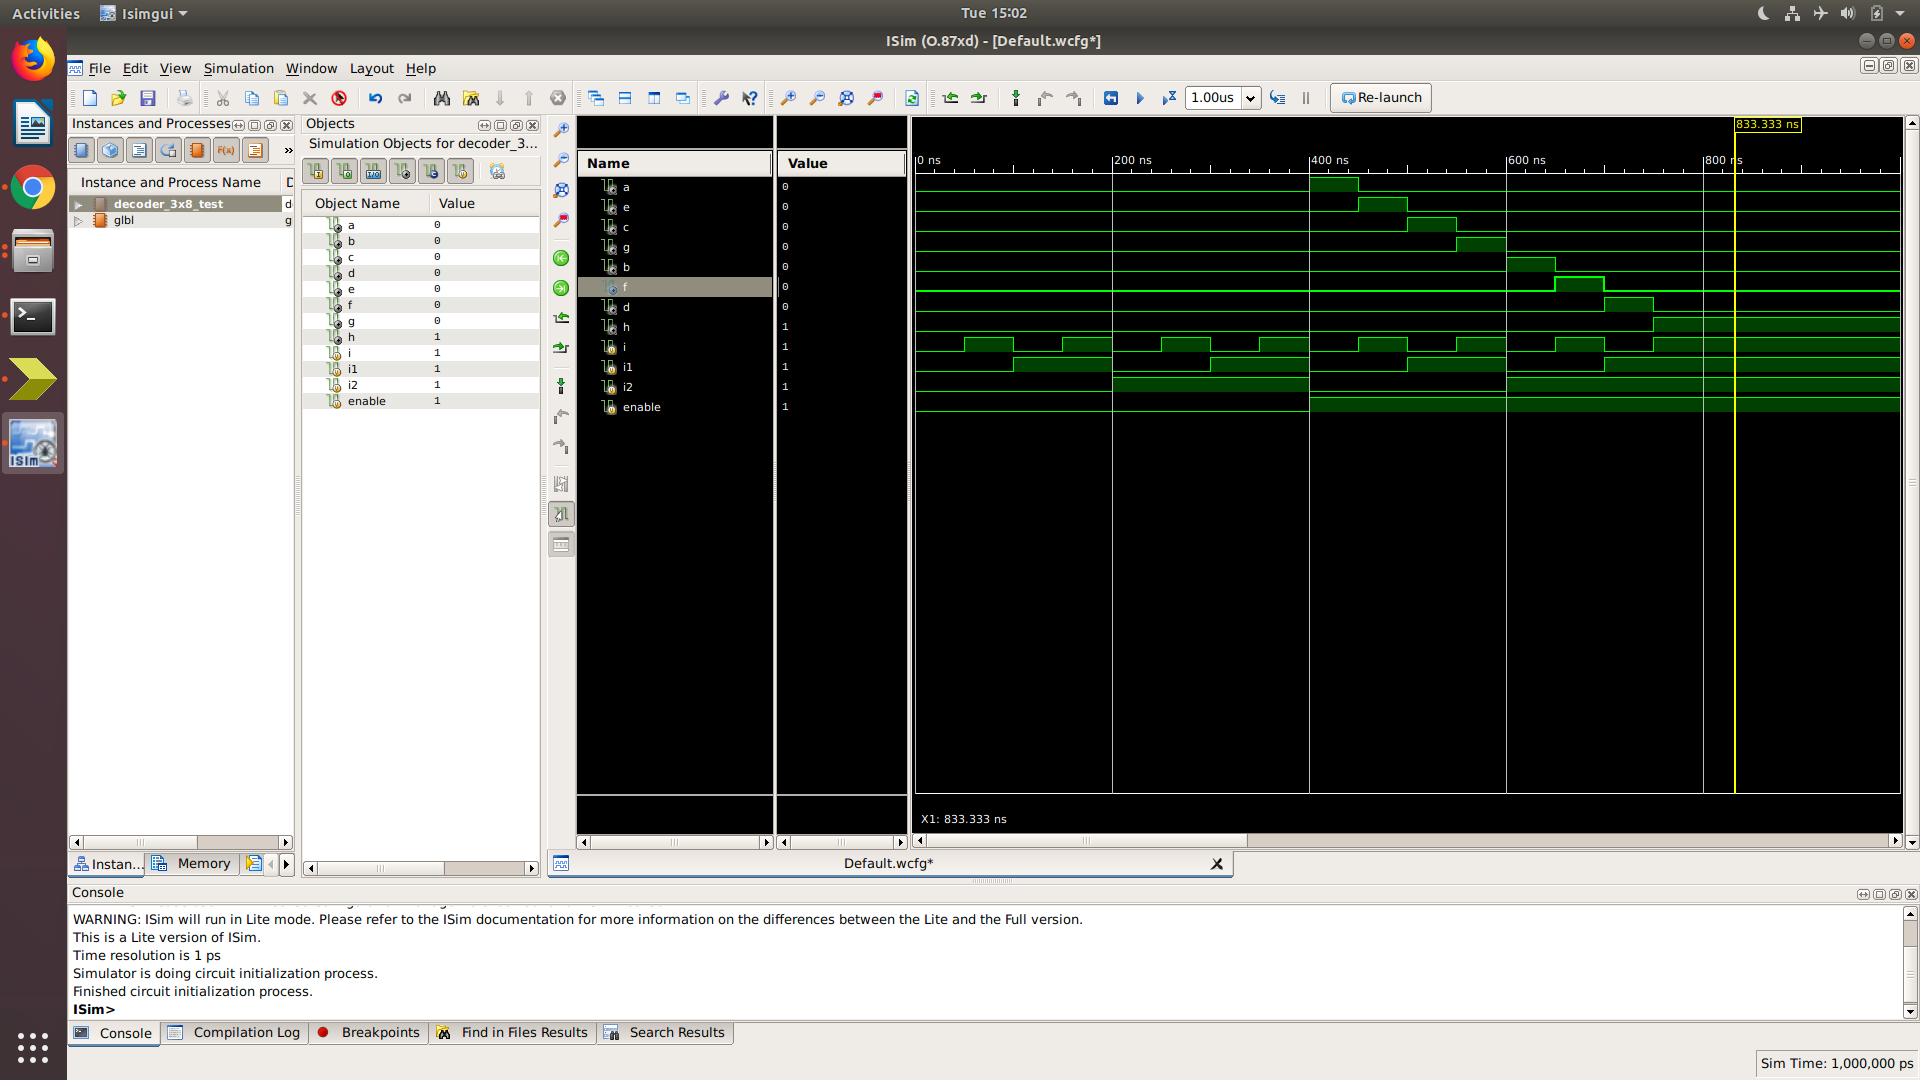 Activities
Isimgui
Tue 15:02
ISim (O.87xd) - [Default.wcfg*]
File Edit View Simulation Window Layout Help
1.00us
Re-launch
Instances and Processes
Instance and Process Name
D
decoder_3x8_test
d
glbl
g
Instan...
Memory
Objects
Simulation Objects for decoder_3...
Object Name Value
a 0
b 0
c 0
d 0
e 0
f 0
g 0
h 1
i 1
i1 1
i2 1
enable 1
Name Value
a 0
e 0
c 0
g 0
b 0
f 0
d 0
h 1
i 1
i1 1
i2 1
enable 1
833.333 ns
0 ns 200 ns 400 ns 600 ns 800 ns
X1: 833.333 ns
Default.wcfg*
Console
WARNING: ISim will run in Lite mode. Please refer to the ISim documentation for more information on the differences between the Lite and the Full version.
This is a Lite version of ISim.
Time resolution is 1 ps
Simulator is doing circuit initialization process.
Finished circuit initialization process.
ISim>
Console Compilation Log Breakpoints Find in Files Results Search Results
Sim Time: 1,000,000 ps
ISim